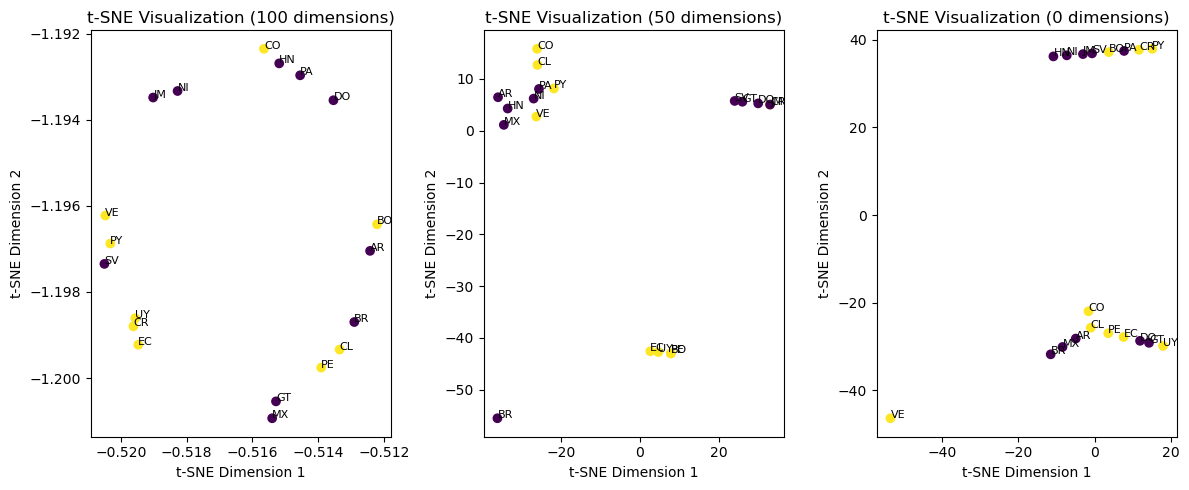 t-SNE Visualization (100 dimensions)
−1.192
−1.194
−1.196
−1.198
−1.200
t-SNE Dimension 2
CO
HN
PA
DO
NI
JM
VE
PY
SV
BO
AR
UY
CR
EC
BR
CL
PE
GT
MX
−0.520
−0.518
−0.516
−0.514
−0.512
t-SNE Dimension 1
t-SNE Visualization (50 dimensions)
10
0
−10
−20
−30
−40
−50
t-SNE Dimension 2
CO
CL
PA
PY
NI
AR
HN
VE
MX
SV
GT
DO
EC
UY
BR
−20
0
20
t-SNE Dimension 1
t-SNE Visualization (0 dimensions)
40
20
0
−20
−40
t-SNE Dimension 2
HN
NI
JM
SV
BO
PA
CR
PY
CO
CL
PE
EC
AR
MX
BR
DO
GT
UY
VE
−40
−20
0
20
t-SNE Dimension 1